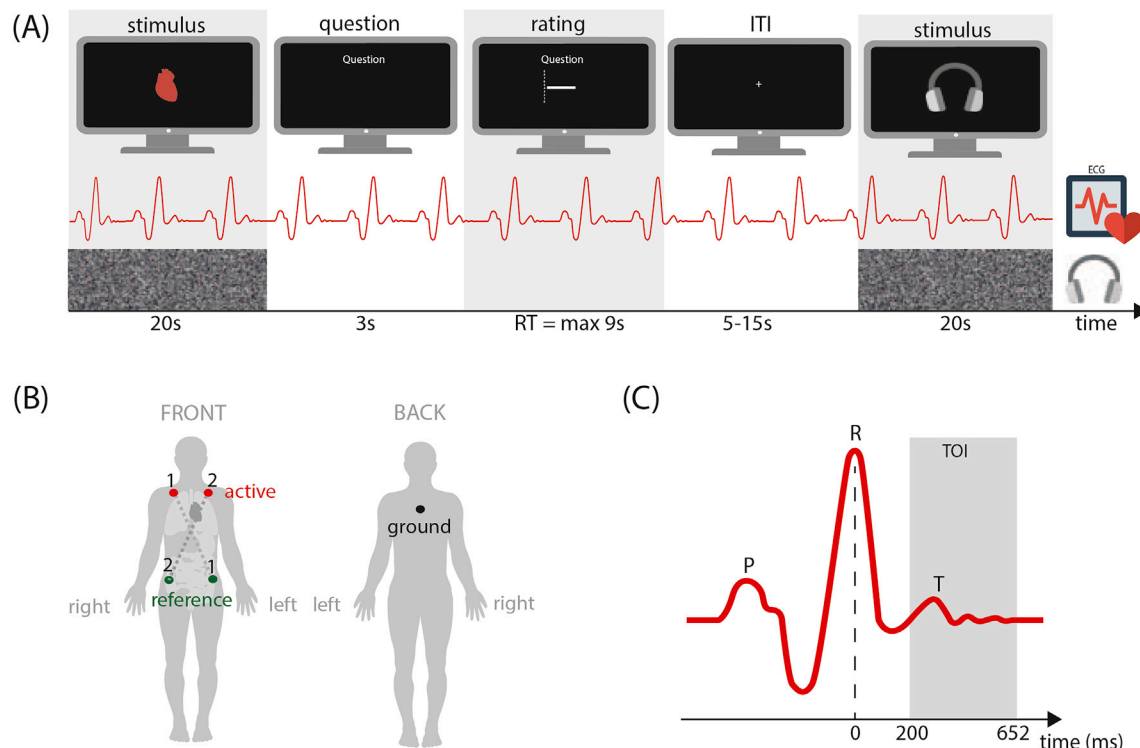 (A)
stimulus
question
rating
ITI
stimulus
Question
Question
+
ECG
20s
3s
RT = max 9s
5-15s
20s
time
(B)
FRONT
BACK
1
2
active
ground
2
1
reference
right
left
left
right
(C)
R
TOI
P
T
0
200
652
time (ms)